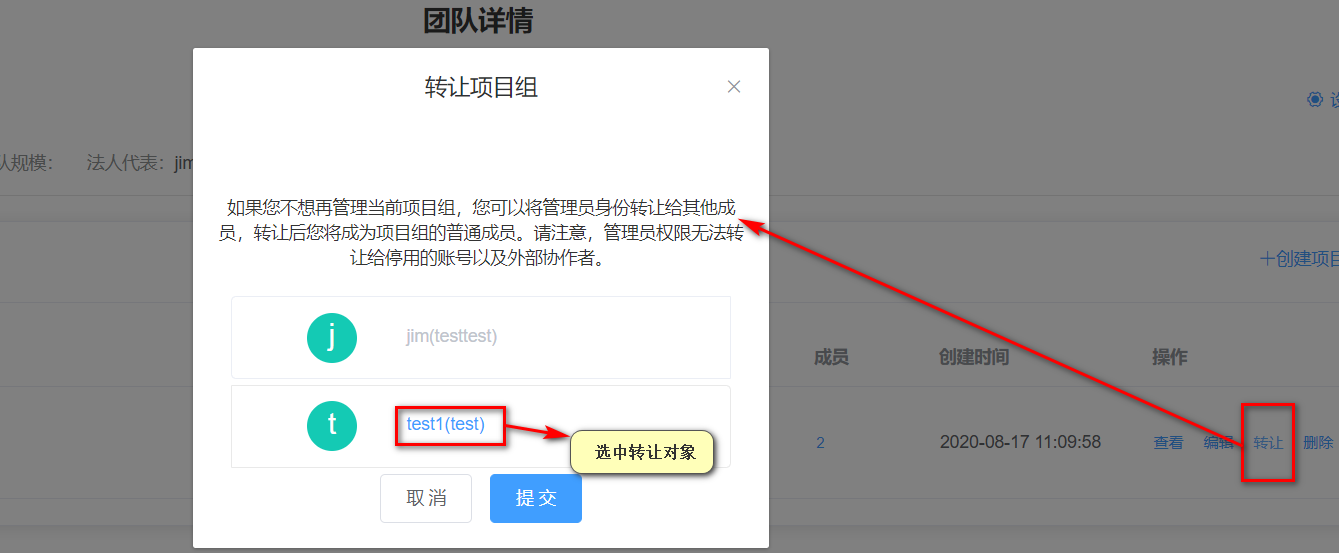 团队详情
转让项目组
设
队规模：
法人代表：jim
如果您不想再管理当前项目组，您可以将管理员身份转让给其他成
员，转让后您将成为项目组的普通成员。请注意，管理员权限无法转
让给停用的账号以及外部协作者。
＋创建项目
j
jim(testtest)
成员
创建时间
操作
t
test1(test)
选中转让对象
2
2020-08-17 11:09:58
查看
编辑
转让
删除
取消
提交